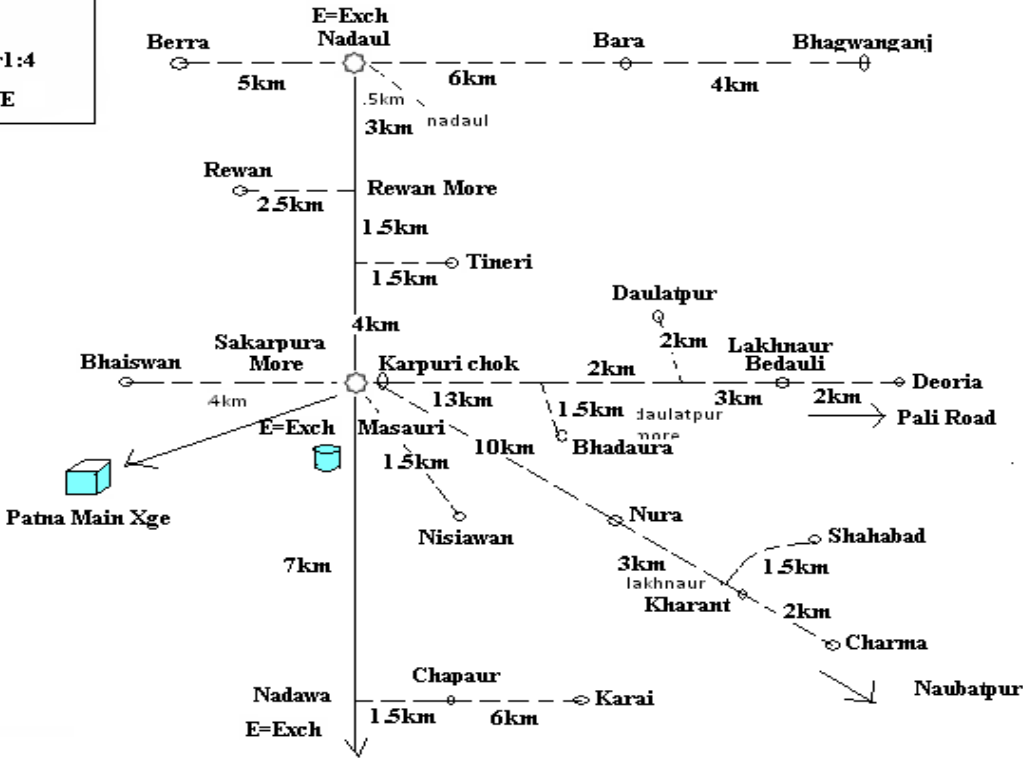 E=Exch
Nadaul
Berra
Bara
Bhagwanganj
1:4
E
5km
6km
4km
.5km
nadaul
3km
Rewan
Rewan More
2.5km
1.5km
Tineri
1.5km
Daulatpur
4km
2km
Sakarpura
More
Lakhnaur
Bedauli
Bhaiswan
Karpuri chok
2km
Deoria
4km
13km
3km
2km
1.5km
daulatpur
more
Pali Road
E=Exch
Masauri
Bhadaura
10km
1.5km
Patna Main Xge
Nura
Nisiawan
Shahabad
7km
3km
1.5km
lakhnaur
Kharant
2km
Charma
Chapaur
Nadawa
Karai
Naubatpur
1.5km
6km
E=Exch